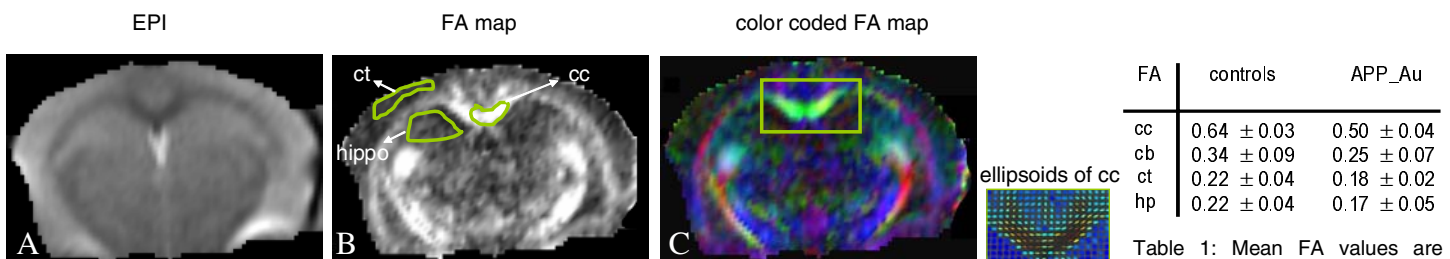 EPI
FA map
color coded FA map
ct
cc
hippo
A
B
C
ellipsoids of cc
FA controls APP_Au
cc 0.64 ±0.03 0.50 ±0.04
cb 0.34 ±0.09 0.25 ±0.07
ct 0.22 ±0.04 0.18 ±0.02
hp 0.22 ±0.04 0.17 ±0.05
Table 1: Mean FA values are